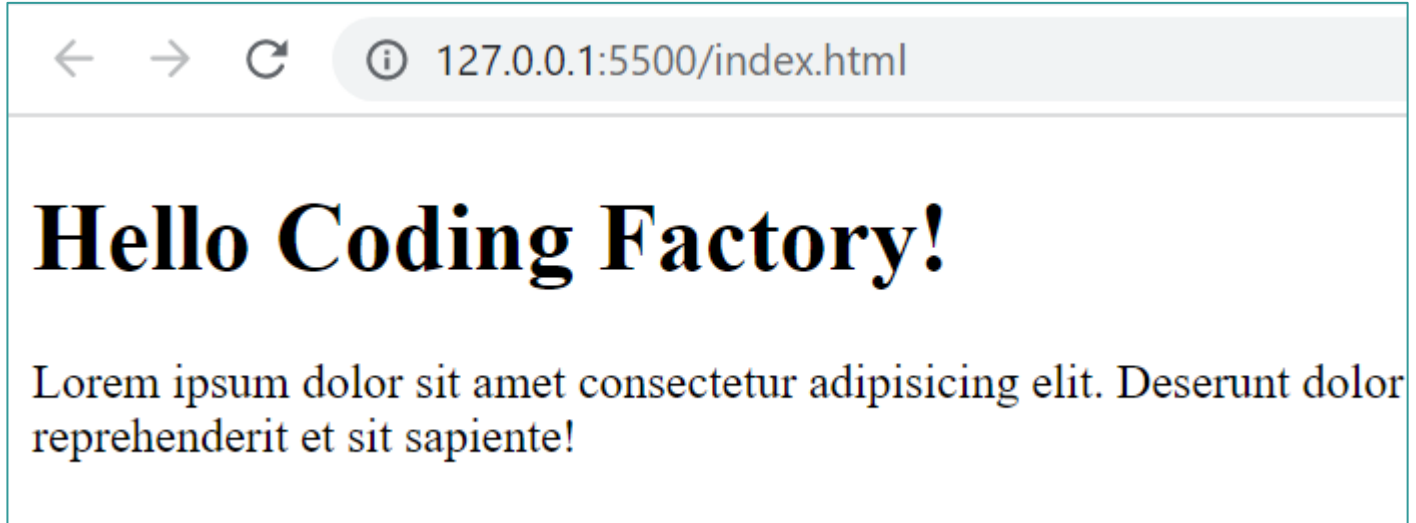 127.0.0.1:5500/index.html
Hello Coding Factory!
Lorem ipsum dolor sit amet consectetur adipisicing elit. Deserunt dolor
reprehenderit et sit sapiente!